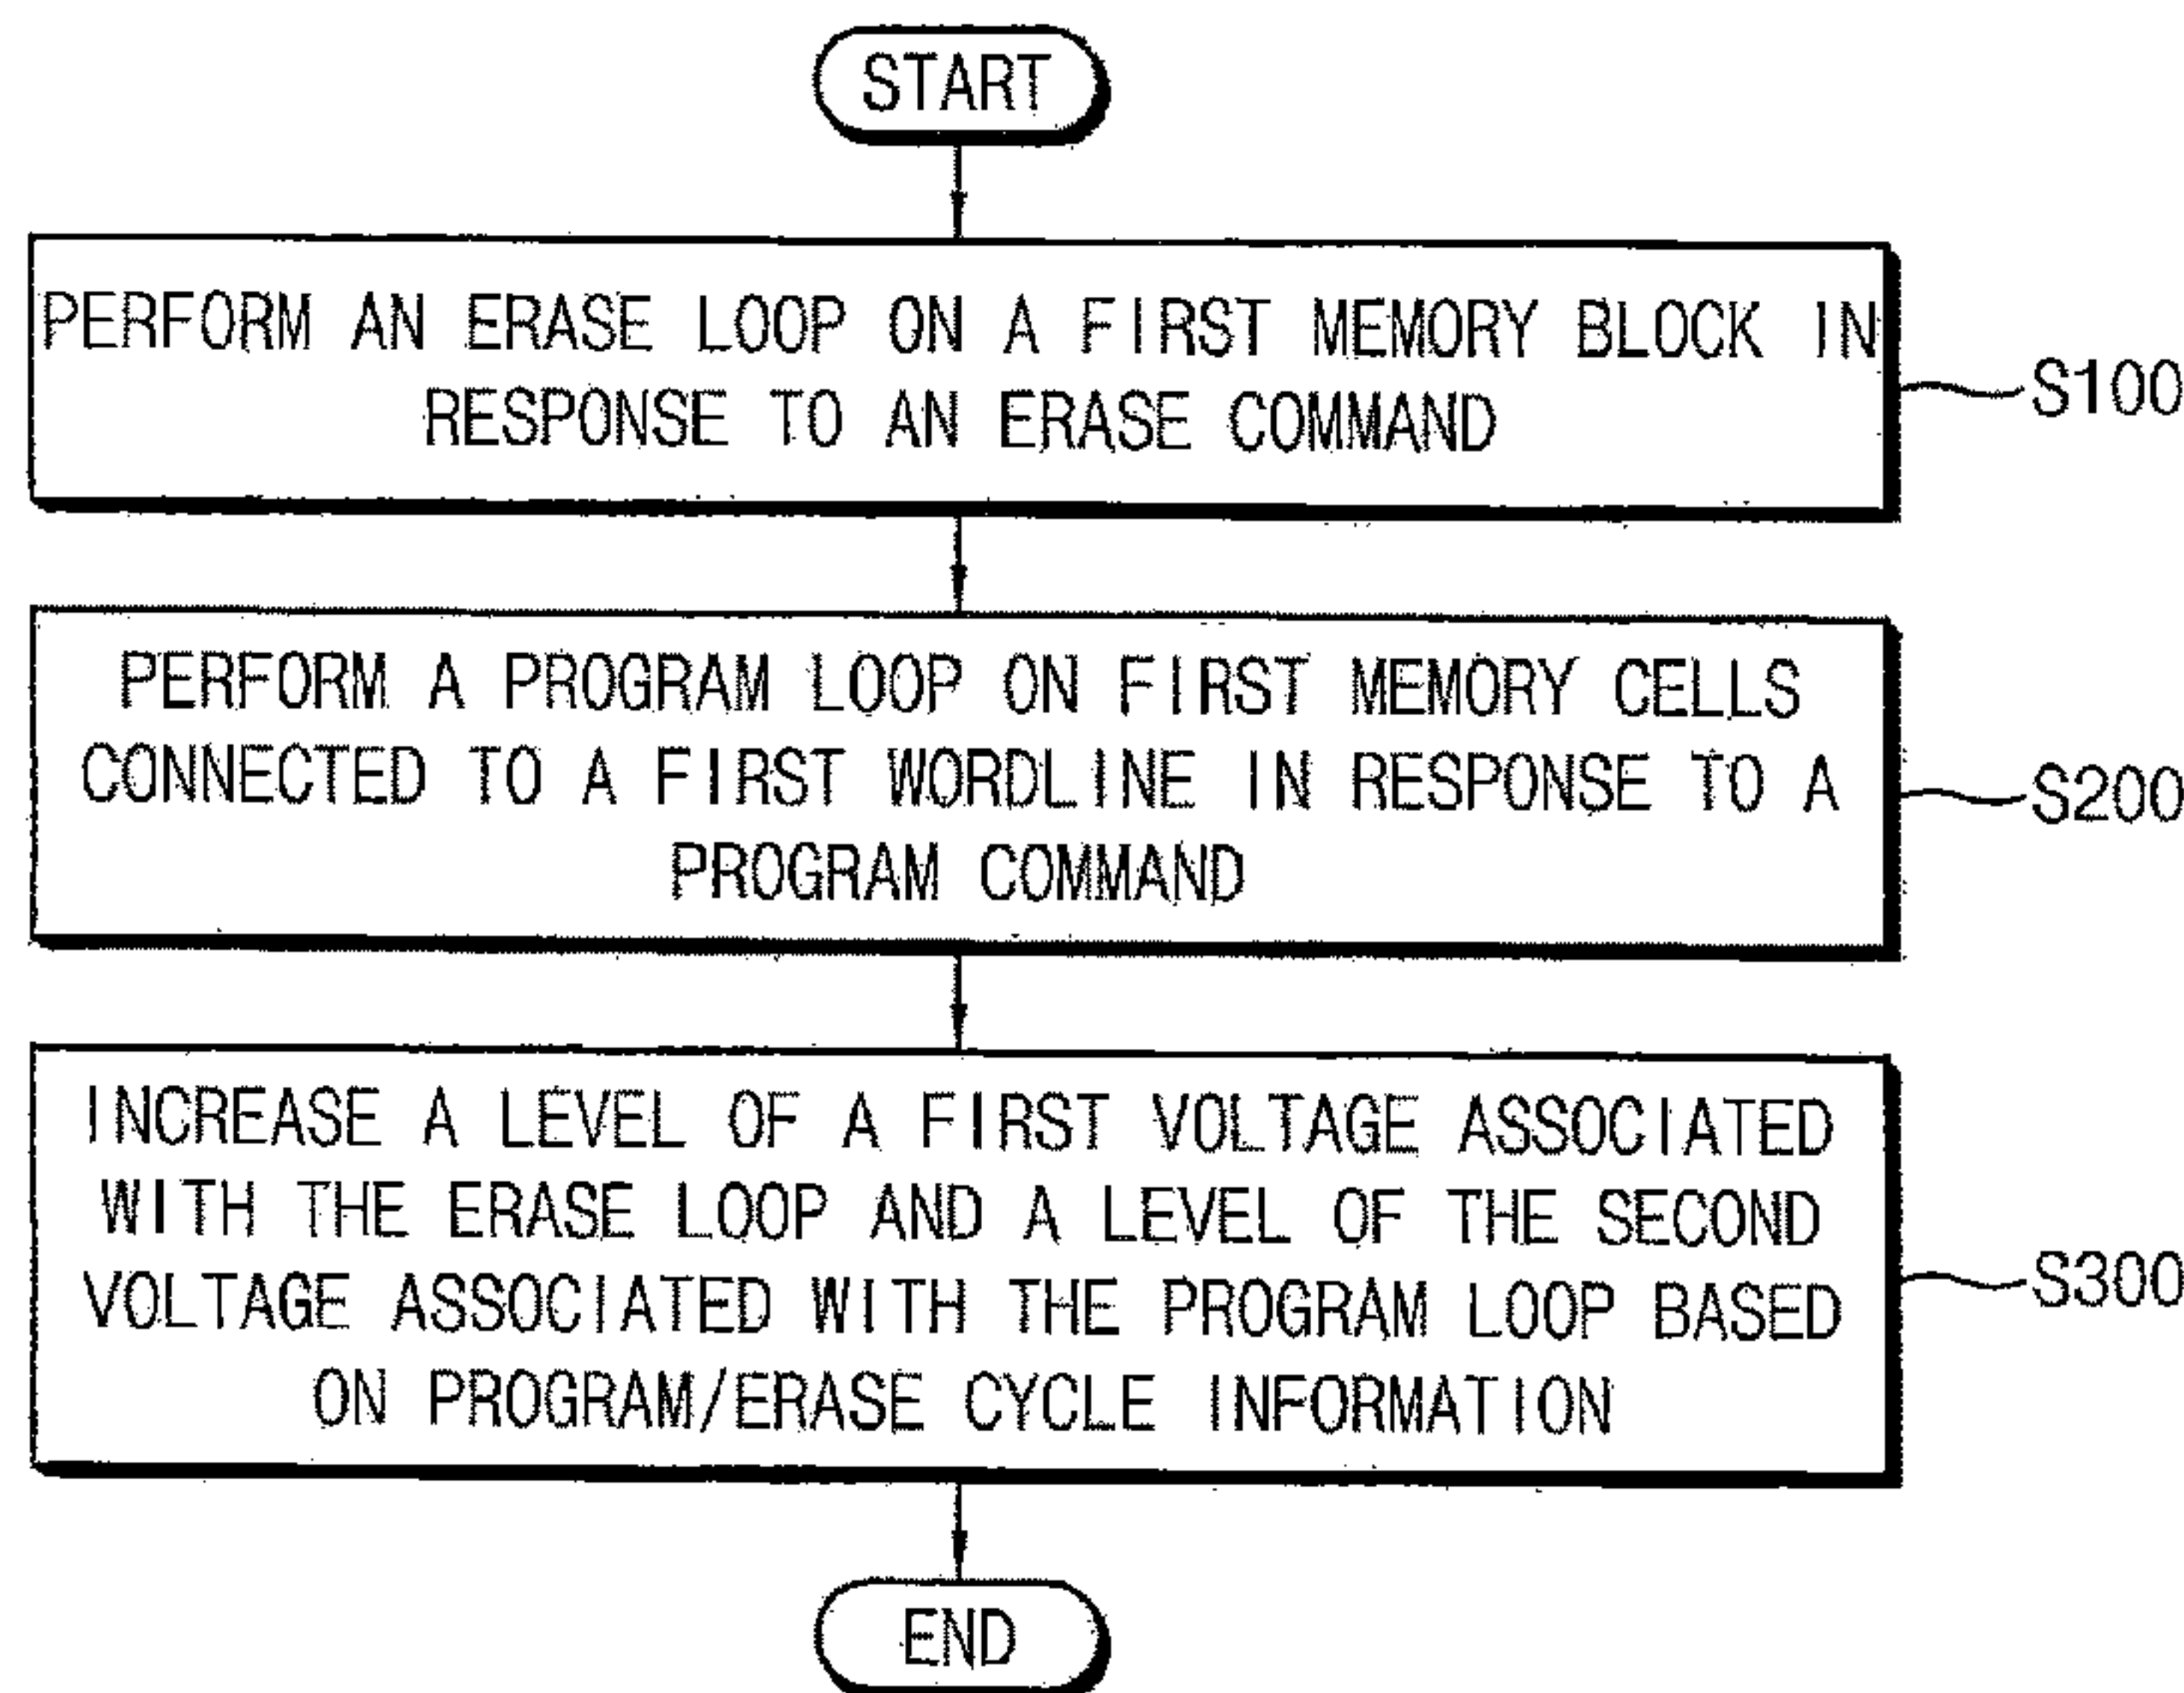 START
PERFORM AN ERASE LOOP ON A FIRST MEMORY BLOCK IN
RESPONSE TO AN ERASE COMMAND
S100
PERFORM A PROGRAM LOOP ON FIRST MEMORY CELLS
CONNECTED TO A FIRST WORDLINE IN RESPONSE TO A
PROGRAM COMMAND
S200
INCREASE A LEVEL OF A FIRST VOLTAGE ASSOCIATED
WITH THE ERASE LOOP AND A LEVEL OF THE SECOND
VOLTAGE ASSOCIATED WITH THE PROGRAM LOOP BASED
ON PROGRAM/ERASE CYCLE INFORMATION
S300
END